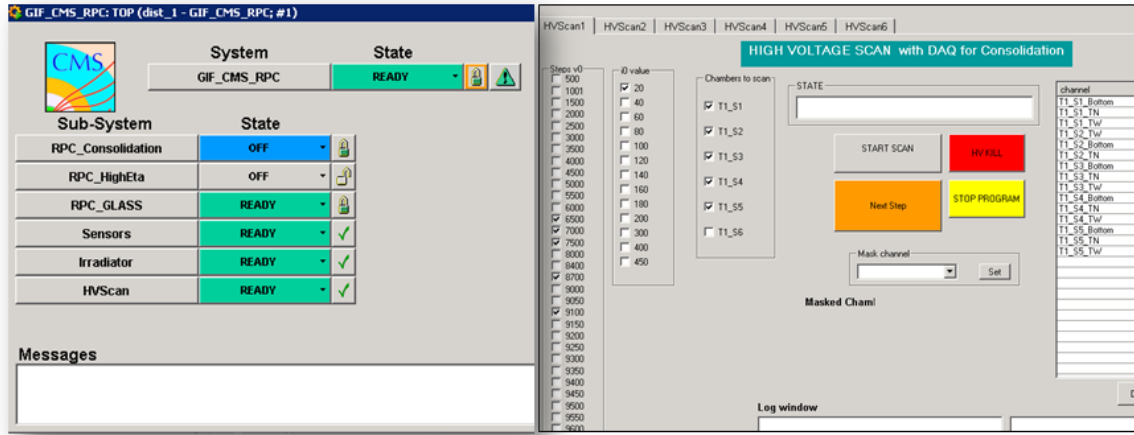 GIF_CMS_RPC: TOP (dist_1 - GIF_CMS_RPC; #1)
CMS
System State
GIF_CMS_RPC READY
Sub-System State
RPC_Consolidation OFF
RPC_HighEta OFF
RPC_GLASS READY
Sensors READY
Irradiator READY
HVScan READY
Messages
HVScan1 HVScan2 HVScan3 HVScan4 HVScan5 HVScan6
HIGH VOLTAGE SCAN with DAQ for Consolidation
Steps v0
500
1001
1500
2000
2500
3000
3500
4000
4500
5000
5500
6000
6500
7000
7500
8000
8400
8700
9000
9050
9100
9150
9200
9250
9300
9350
9400
9450
9500
9550
9600
i0 value
20
40
60
80
100
120
140
160
180
200
300
400
450
Chambers to scan
T1_S1
T1_S2
T1_S3
T1_S4
T1_S5
T1_S6
STATE
START SCAN
HV KILL
Next Step
STOP PROGRAM
Mask channel
Set
Masked Chaml
Log window
channel
T1_S1_Bottom
T1_S1_TN
T1_S1_TW
T1_S2_TW
T1_S2_Bottom
T1_S2_TN
T1_S3_Bottom
T1_S3_TN
T1_S3_TW
T1_S4_Bottom
T1_S4_TN
T1_S4_TW
T1_S5_Bottom
T1_S5_TN
T1_S5_TW